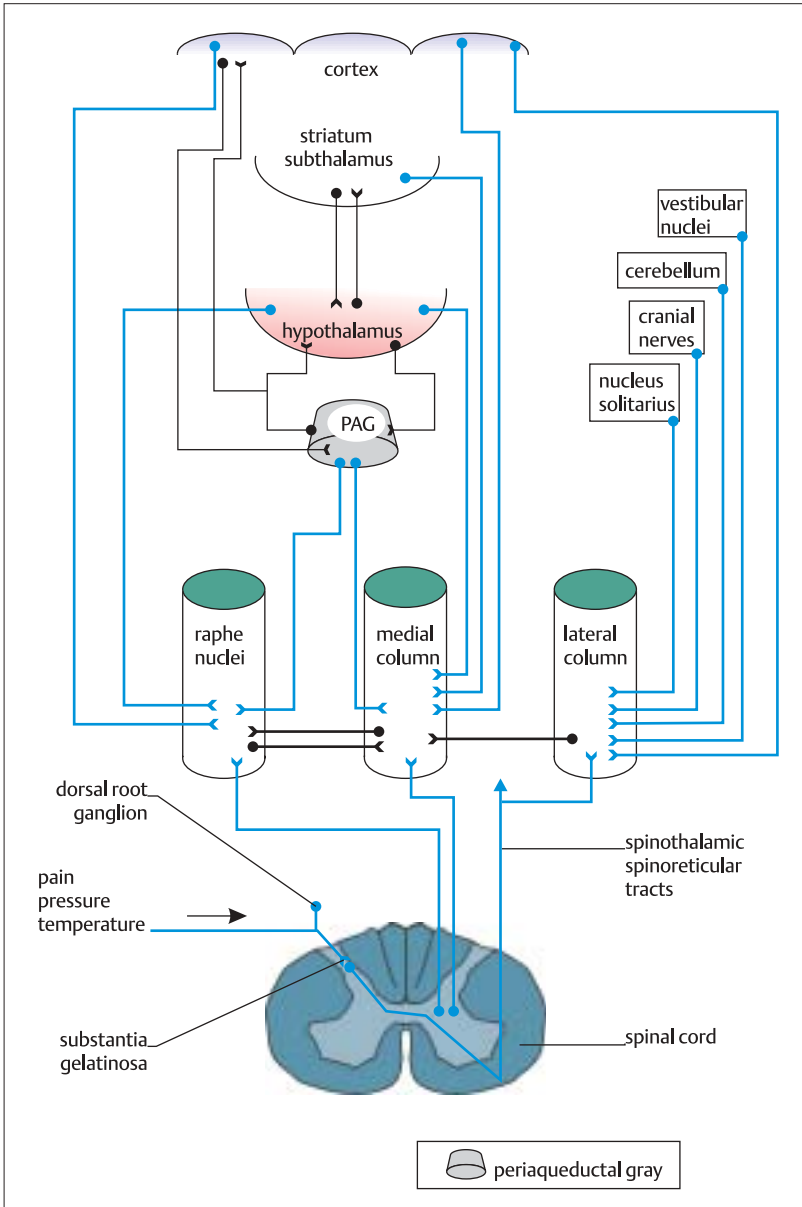 cortex
striatum
subthalamus
vestibular
nuclei
cerebellum
cranial
nerves
hypothalamus
nucleus
solitarius
PAG
raphe
nuclei
medial
column
lateral
column
dorsal root
ganglion
pain
pressure
temperature
spinothalamic
spinoreticular
tracts
substantia
gelatinosa
spinal cord
periaqueductal gray